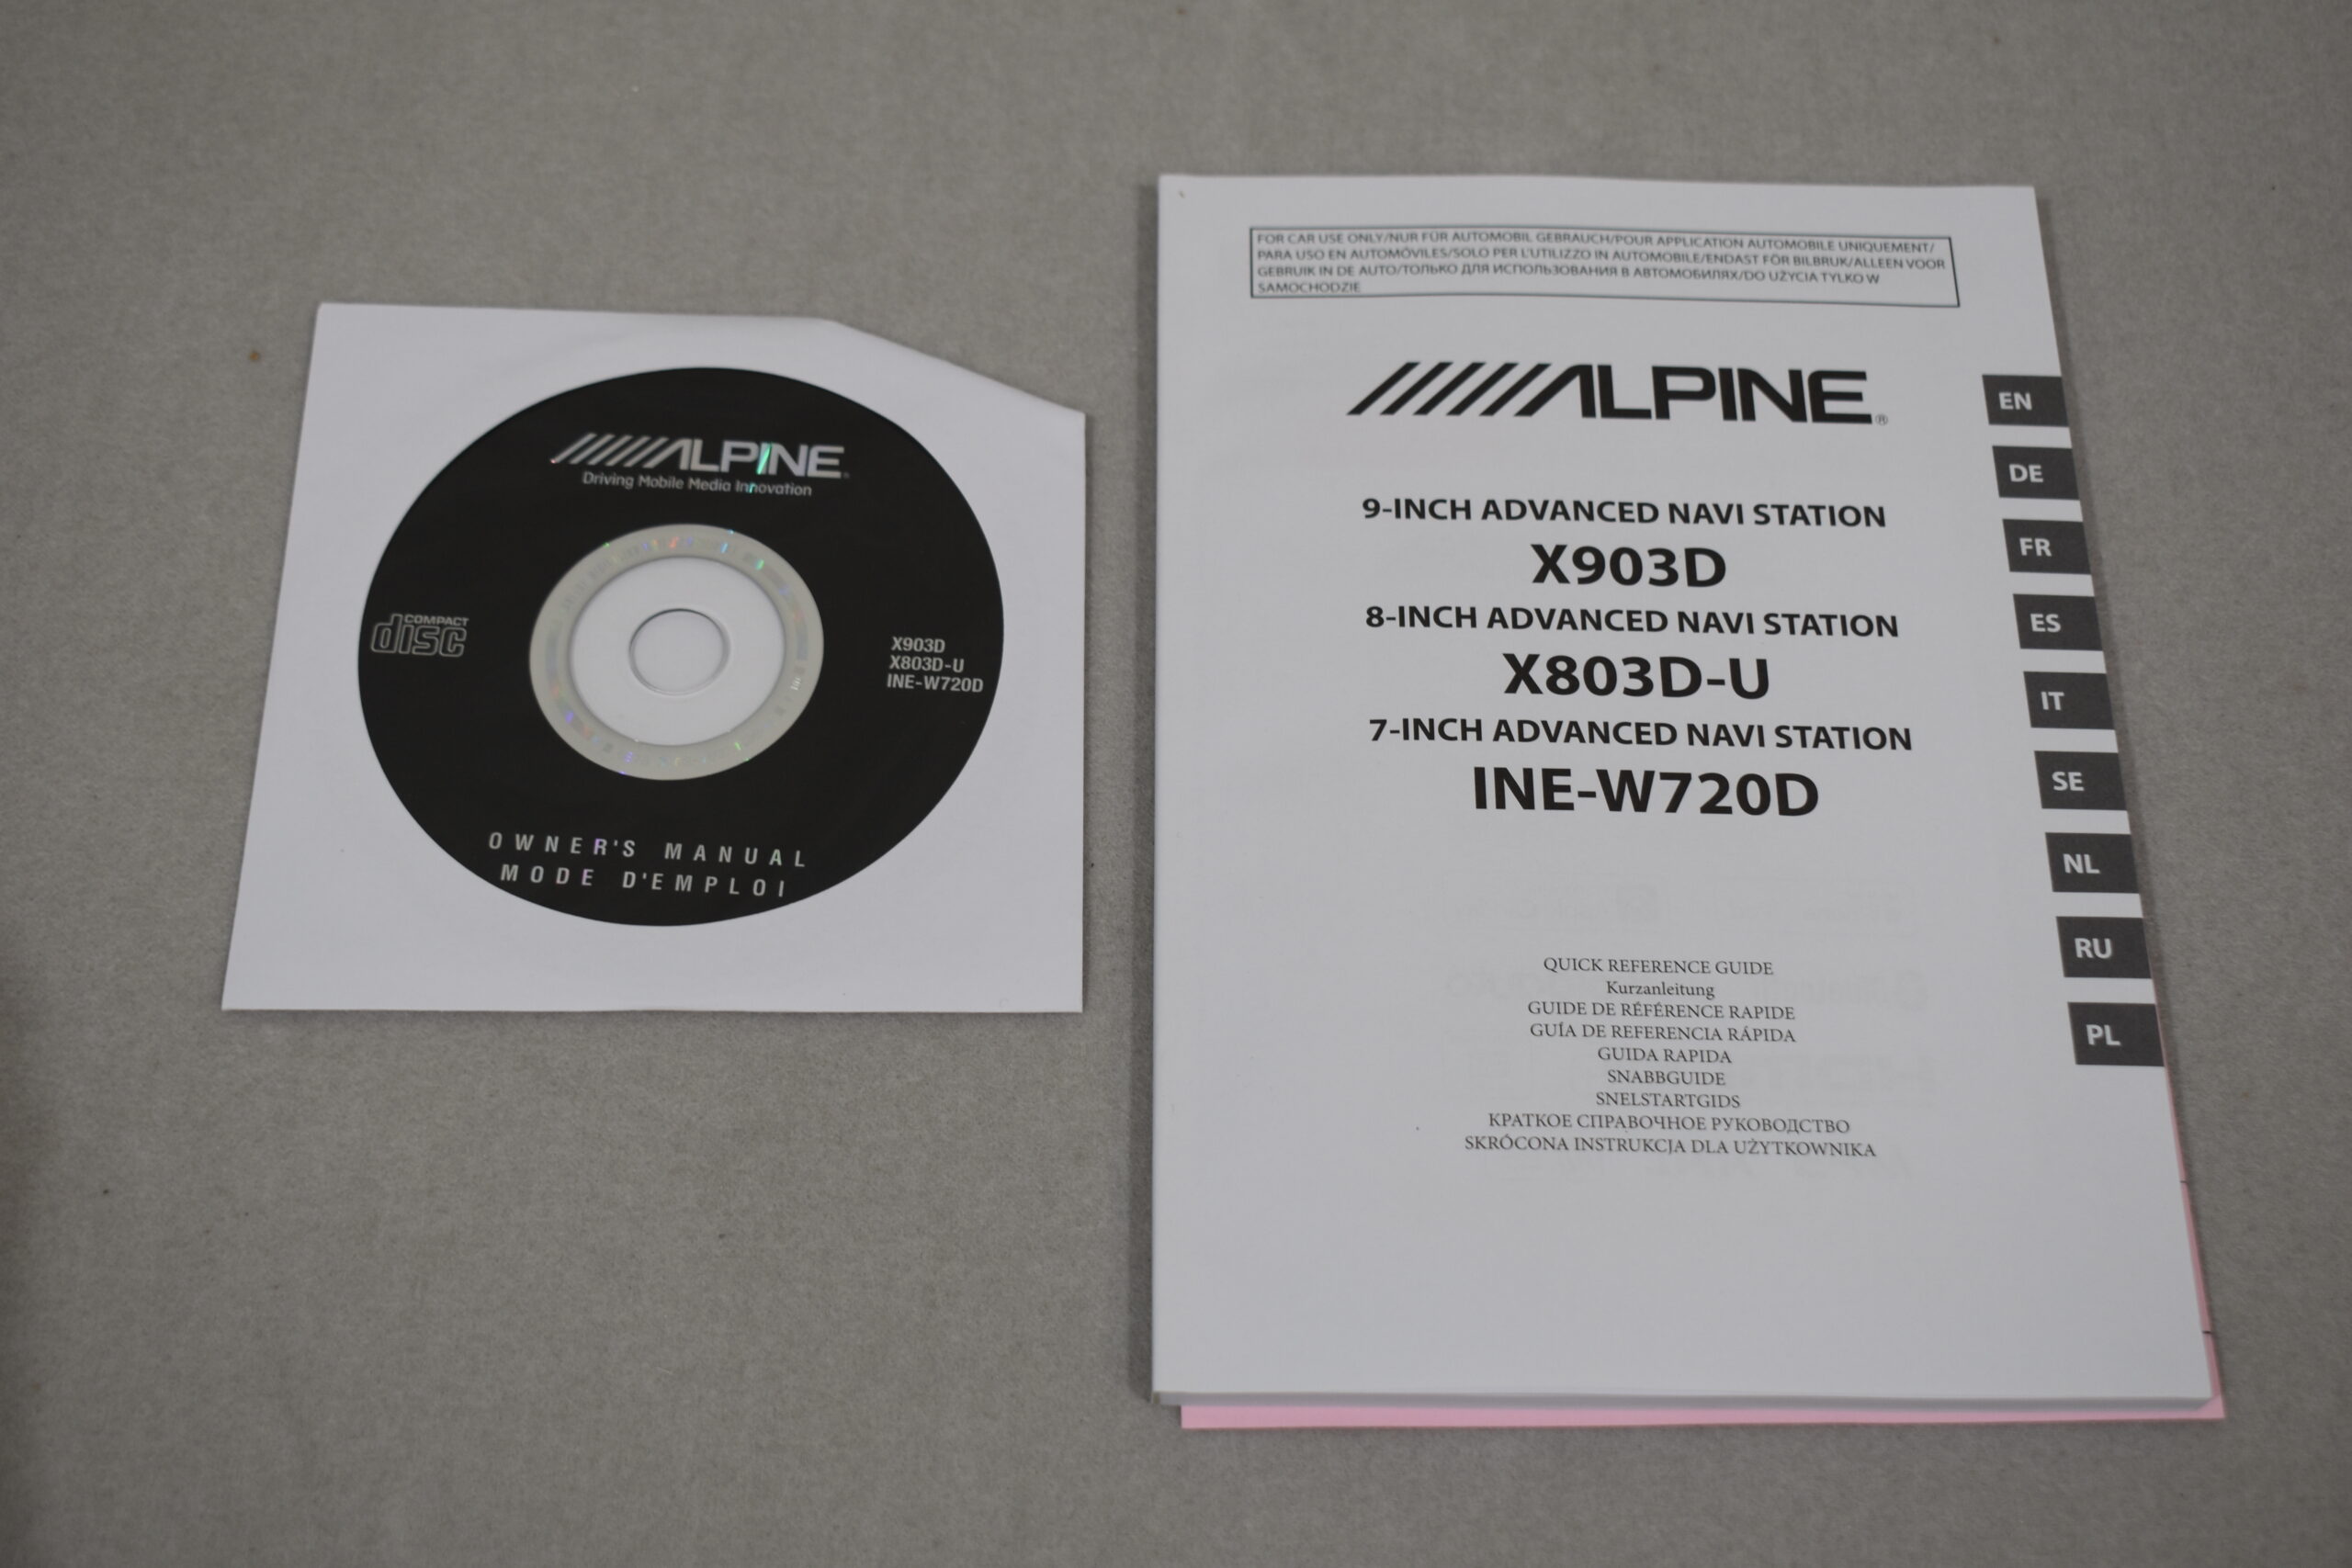 ALPINE
Driving Mobile Media Innovation
COMPACT
disc
X903D
X803D-U
INE-W720D
OWNER'S MANUAL
MODE D'EMPLOI
FOR CAR USE ONLY/NUR FÜR AUTOMOBIL GEBRAUCH/POUR APPLICATION AUTOMOBILE UNIQUEMENT/
PARA USO EN AUTOMÓVILES/SOLO PER L'UTILIZZO IN AUTOMOBILE/ENDAST FÖR BILBRUK/ALLEEN VOOR
GEBRUIK IN DE AUTO/ТОЛЬКО ДЛЯ ИСПОЛЬЗОВАНИЯ В АВТОМОБИЛЯХ/DO UŻYCIA TYLKO W
SAMOCHODZIE
ALPINE®
9-INCH ADVANCED NAVI STATION
X903D
8-INCH ADVANCED NAVI STATION
X803D-U
7-INCH ADVANCED NAVI STATION
INE-W720D
QUICK REFERENCE GUIDE
Kurzanleitung
GUIDE DE RÉFÉRENCE RAPIDE
GUÍA DE REFERENCIA RÁPIDA
GUIDA RAPIDA
SNABBGUIDE
SNELSTARTGIDS
КРАТКОЕ СПРАВОЧНОЕ РУКОВОДСТВО
SKRÓCONA INSTRUKCJA DLA UŻYTKOWNIKA
EN
DE
FR
ES
IT
SE
NL
RU
PL